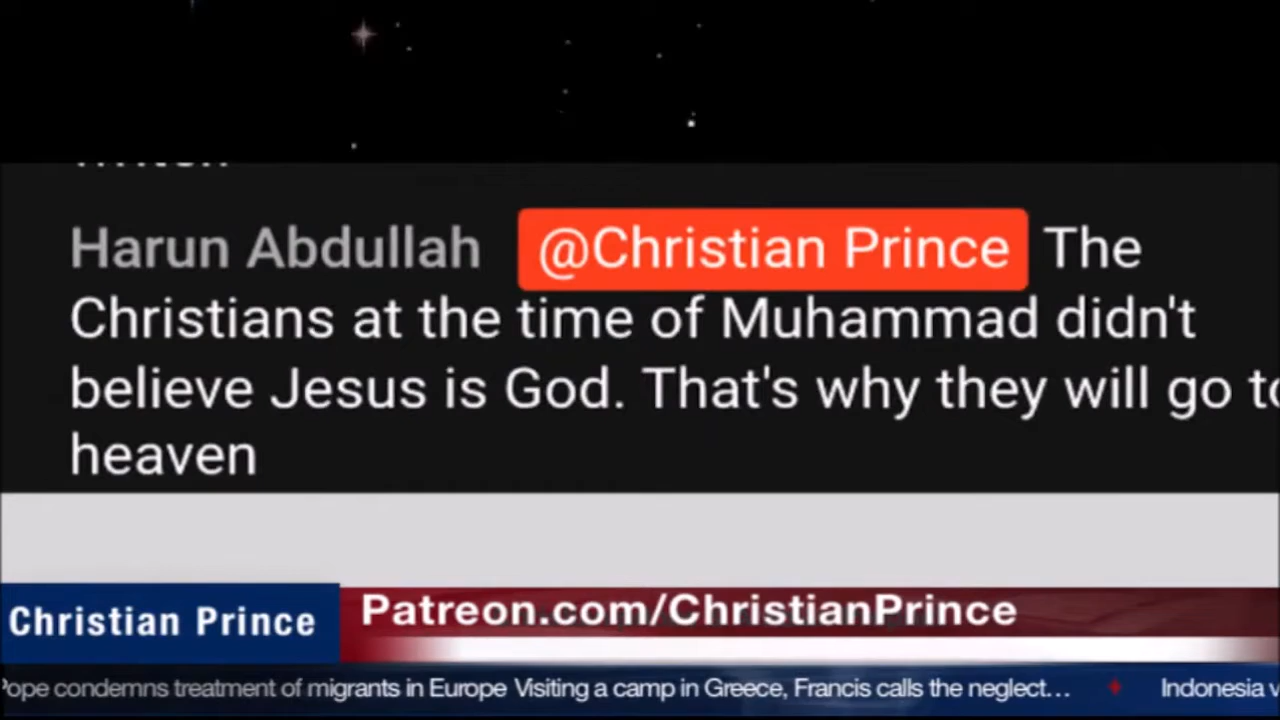 Harun Abdullah @Christian Prince The
Christians at the time of Muhammad didn't
believe Jesus is God. That's why they will go to
heaven
Christian Prince
Patreon.com/ChristianPrince
Pope condemns treatment of migrants in Europe Visiting a camp in Greece, Francis calls the neglect... Indonesia